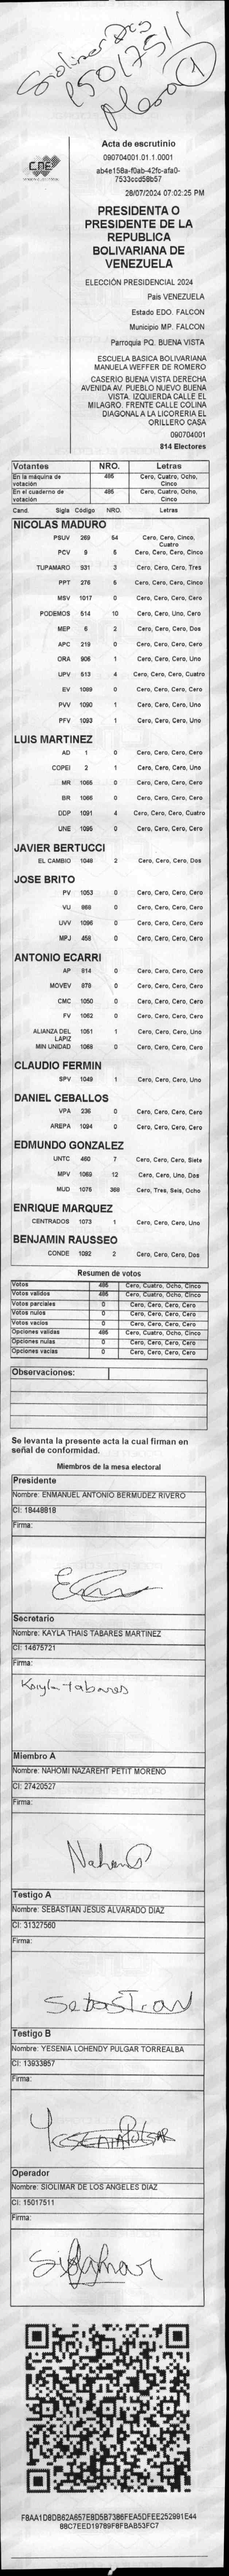 Siolimar Diaz
15017511
Mesa 1
CNE
Acta de escrutinio
090704001.01.1.0001
ab4e158a-f0ab-42fc-afa0-
7533ccd58b57
28/07/2024 07:02:25 PM
PRESIDENTA O
PRESIDENTE DE LA
REPUBLICA
BOLIVARIANA DE
VENEZUELA
ELECCIÓN PRESIDENCIAL 2024
Pais VENEZUELA
Estado EDO. FALCON
Municipio MP. FALCON
Parroquia PQ. BUENA VISTA
ESCUELA BASICA BOLIVARIANA
MANUELA WEFFER DE ROMERO
CASERIO BUENA VISTA DERECHA
AVENIDA AV. PUEBLO NUEVO BUENA
VISTA. IZQUIERDA CALLE EL
MILAGRO. FRENTE CALLE COLINA
DIAGONAL A LA LICORERIA EL
ORILLERO CASA
090704001
814 Electores
Votantes NRO. Letras
En la máquina de votación 485 Cero, Cuatro, Ocho, Cinco
En el cuaderno de votación 485 Cero, Cuatro, Ocho, Cinco
Cand. Sigla Código NRO. Letras
NICOLAS MADURO
PSUV 269 54 Cero, Cero, Cinco, Cuatro
PCV 9 5 Cero, Cero, Cero, Cinco
TUPAMARO 931 3 Cero, Cero, Cero, Tres
PPT 276 5 Cero, Cero, Cero, Cinco
MSV 1017 0 Cero, Cero, Cero, Cero
PODEMOS 514 10 Cero, Cero, Uno, Cero
MEP 6 2 Cero, Cero, Cero, Dos
APC 219 0 Cero, Cero, Cero, Cero
ORA 906 1 Cero, Cero, Cero, Uno
UPV 513 4 Cero, Cero, Cero, Cuatro
EV 1089 0 Cero, Cero, Cero, Cero
PVV 1090 1 Cero, Cero, Cero, Uno
PFV 1093 1 Cero, Cero, Cero, Uno
LUIS MARTINEZ
AD 1 0 Cero, Cero, Cero, Cero
COPEI 2 1 Cero, Cero, Cero, Uno
MR 1065 0 Cero, Cero, Cero, Cero
BR 1066 0 Cero, Cero, Cero, Cero
DDP 1091 4 Cero, Cero, Cero, Cuatro
UNE 1095 0 Cero, Cero, Cero, Cero
JAVIER BERTUCCI
EL CAMBIO 1048 2 Cero, Cero, Cero, Dos
JOSE BRITO
PV 1053 0 Cero, Cero, Cero, Cero
VU 868 0 Cero, Cero, Cero, Cero
UVV 1096 0 Cero, Cero, Cero, Cero
MPJ 458 0 Cero, Cero, Cero, Cero
ANTONIO ECARRI
AP 914 0 Cero, Cero, Cero, Cero
MOVEV 979 0 Cero, Cero, Cero, Cero
CMC 1050 0 Cero, Cero, Cero, Cero
FV 1062 0 Cero, Cero, Cero, Cero
ALIANZA DEL LAPIZ 1051 1 Cero, Cero, Cero, Uno
MIN UNIDAD 1068 0 Cero, Cero, Cero, Cero
CLAUDIO FERMIN
SPV 1049 1 Cero, Cero, Cero, Uno
DANIEL CEBALLOS
VPA 236 0 Cero, Cero, Cero, Cero
AREPA 1094 0 Cero, Cero, Cero, Cero
EDMUNDO GONZALEZ
UNTC 460 7 Cero, Cero, Cero, Siete
MPV 1069 12 Cero, Cero, Uno, Dos
MUD 1076 368 Cero, Tres, Seis, Ocho
ENRIQUE MARQUEZ
CENTRADOS 1073 1 Cero, Cero, Cero, Uno
BENJAMIN RAUSSEO
CONDE 1092 2 Cero, Cero, Cero, Dos
Resumen de votos
Votos 485 Cero, Cuatro, Ocho, Cinco
Votos validos 485 Cero, Cuatro, Ocho, Cinco
Votos parciales 0 Cero, Cero, Cero, Cero
Votos nulos 0 Cero, Cero, Cero, Cero
Votos vacios 0 Cero, Cero, Cero, Cero
Opciones validas 485 Cero, Cuatro, Ocho, Cinco
Opciones nulas 0 Cero, Cero, Cero, Cero
Opciones vacias 0 Cero, Cero, Cero, Cero
Observaciones:
Se levanta la presente acta la cual firman en
señal de conformidad.
Miembros de la mesa electoral
Presidente
Nombre: ENMANUEL ANTONIO BERMUDEZ RIVERO
CI: 18448818
Firma:
Secretario
Nombre: KAYLA THAIS TABARES MARTINEZ
CI: 14675721
Firma:
Kayla tabares
Miembro A
Nombre: NAHOMI NAZAREHT PETIT MORENO
CI: 27420527
Firma:
Testigo A
Nombre: SEBASTIAN JESUS ALVARADO DIAZ
CI: 31327560
Firma:
Sebastian
Testigo B
Nombre: YESENIA LOHENDY PULGAR TORREALBA
CI: 13933857
Firma:
Yesenia Pulgar
Operador
Nombre: SIOLIMAR DE LOS ANGELES DIAZ
CI: 15017511
Firma:
Siolimar
F8AA1D8DB62A657E8D5B7386FEA5DFEE252991E44
88C7EED19789F8FBAB53FC7